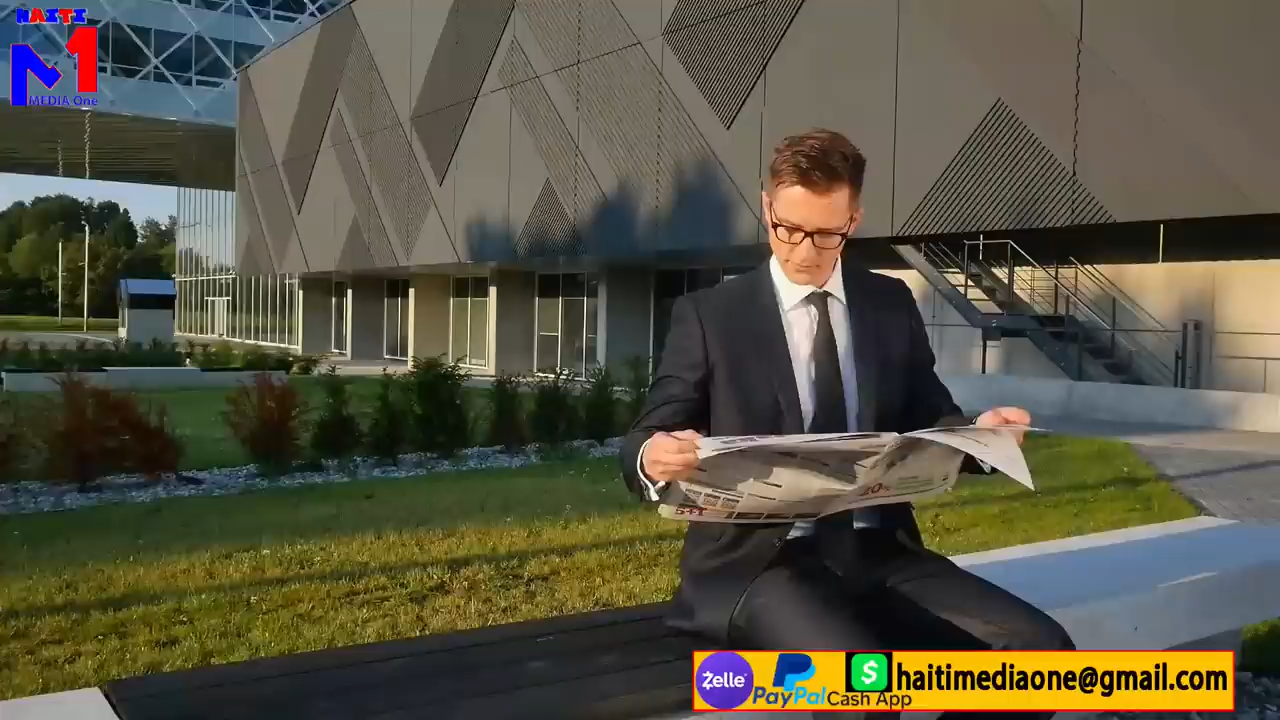 HAITI
M1
MEDIA One
Zelle
PayPal
$
Cash App
haitimediaone@gmail.com